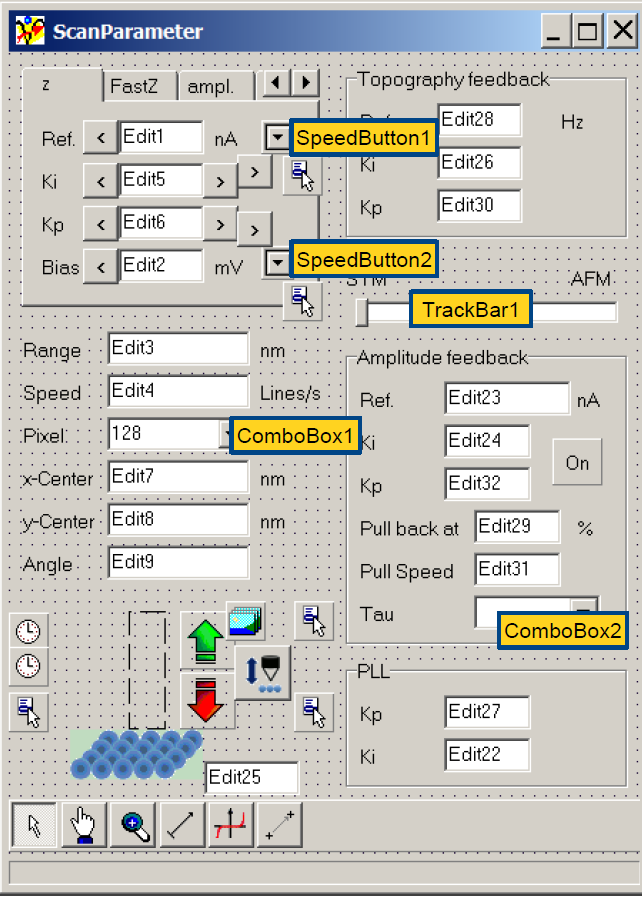 ScanParameter
z FastZ ampl.
Ref. < Edit1 nA SpeedButton1
Ki < Edit5 > >
Kp < Edit6 > >
Bias < Edit2 mV SpeedButton2
Range Edit3 nm
Speed Edit4 Lines/s
Pixel 128 ComboBox1
x-Center Edit7 nm
y-Center Edit8 nm
Angle Edit9
Edit25
Topography feedback
Edit28 Hz
Ki Edit26
Kp Edit30
STM AFM
TrackBar1
Amplitude feedback
Ref. Edit23 nA
Ki Edit24
On
Kp Edit32
Pull back at Edit29 %
Pull Speed Edit31
Tau
ComboBox2
PLL
Kp Edit27
Ki Edit22